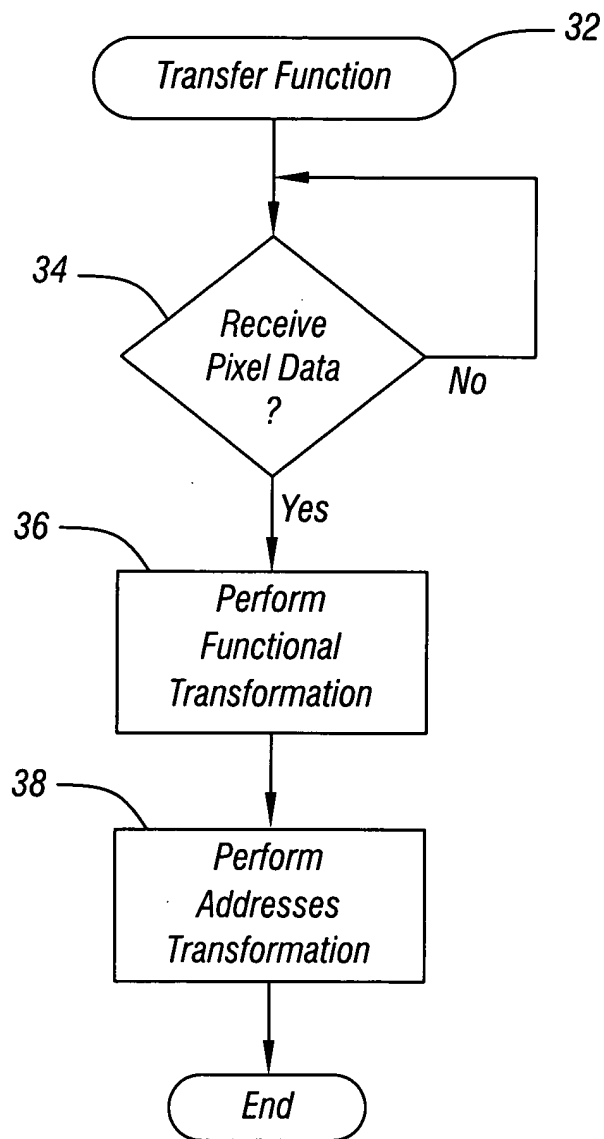 32
Transfer Function
34
Receive
Pixel Data
?
No
Yes
36
Perform
Functional
Transformation
38
Perform
Addresses
Transformation
End